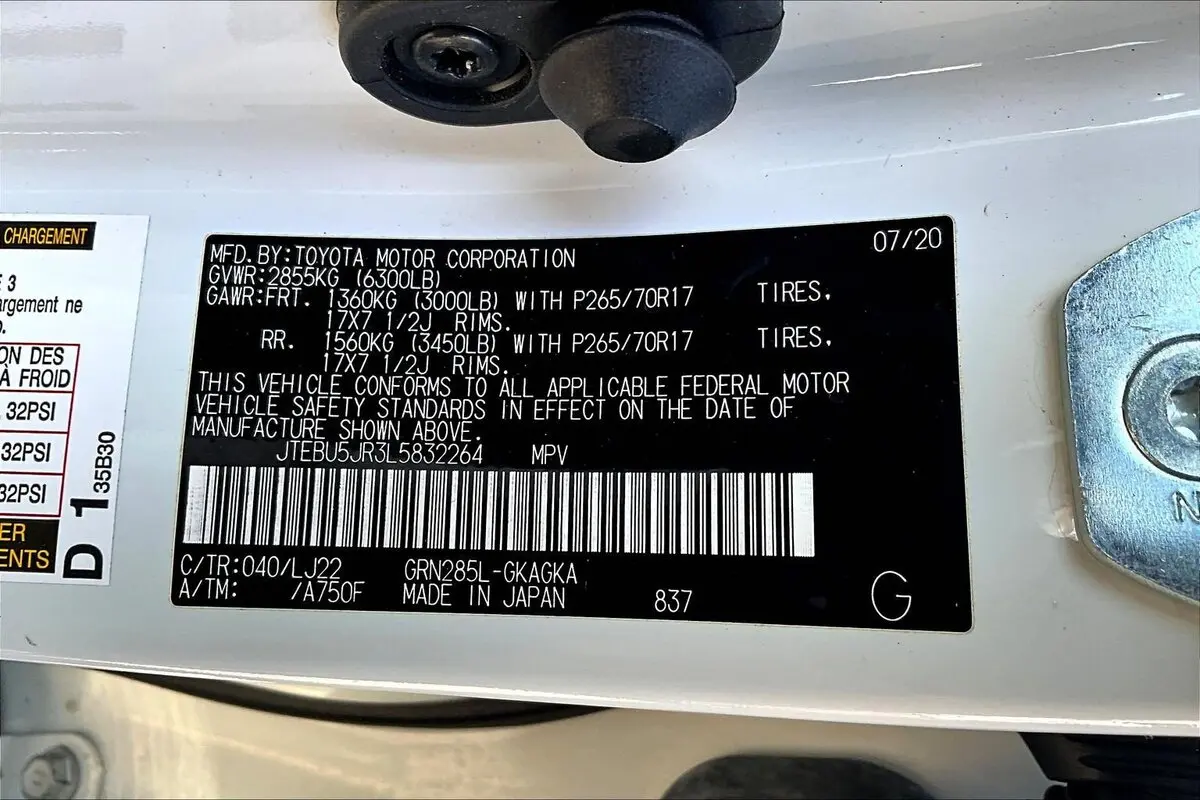 CHARGEMENT
E 3
argement ne
ON DES
À FROID
32PSI
32PSI
32PSI
ER
ENTS
D 1 35B30
07/20
MFD. BY: TOYOTA MOTOR CORPORATION
GVWR: 2855KG (6300LB)
GAWR: FRT. 1360KG (3000LB) WITH P265/70R17 TIRES,
17X7 1/2J RIMS.
RR. 1560KG (3450LB) WITH P265/70R17 TIRES,
17X7 1/2J RIMS.
THIS VEHICLE CONFORMS TO ALL APPLICABLE FEDERAL MOTOR
VEHICLE SAFETY STANDARDS IN EFFECT ON THE DATE OF
MANUFACTURE SHOWN ABOVE.
JTEBU5JR3L5832264 MPV
C/TR: 040/LJ22 GRN285L-GKAGKA
A/TM: /A750F MADE IN JAPAN 837
G
N